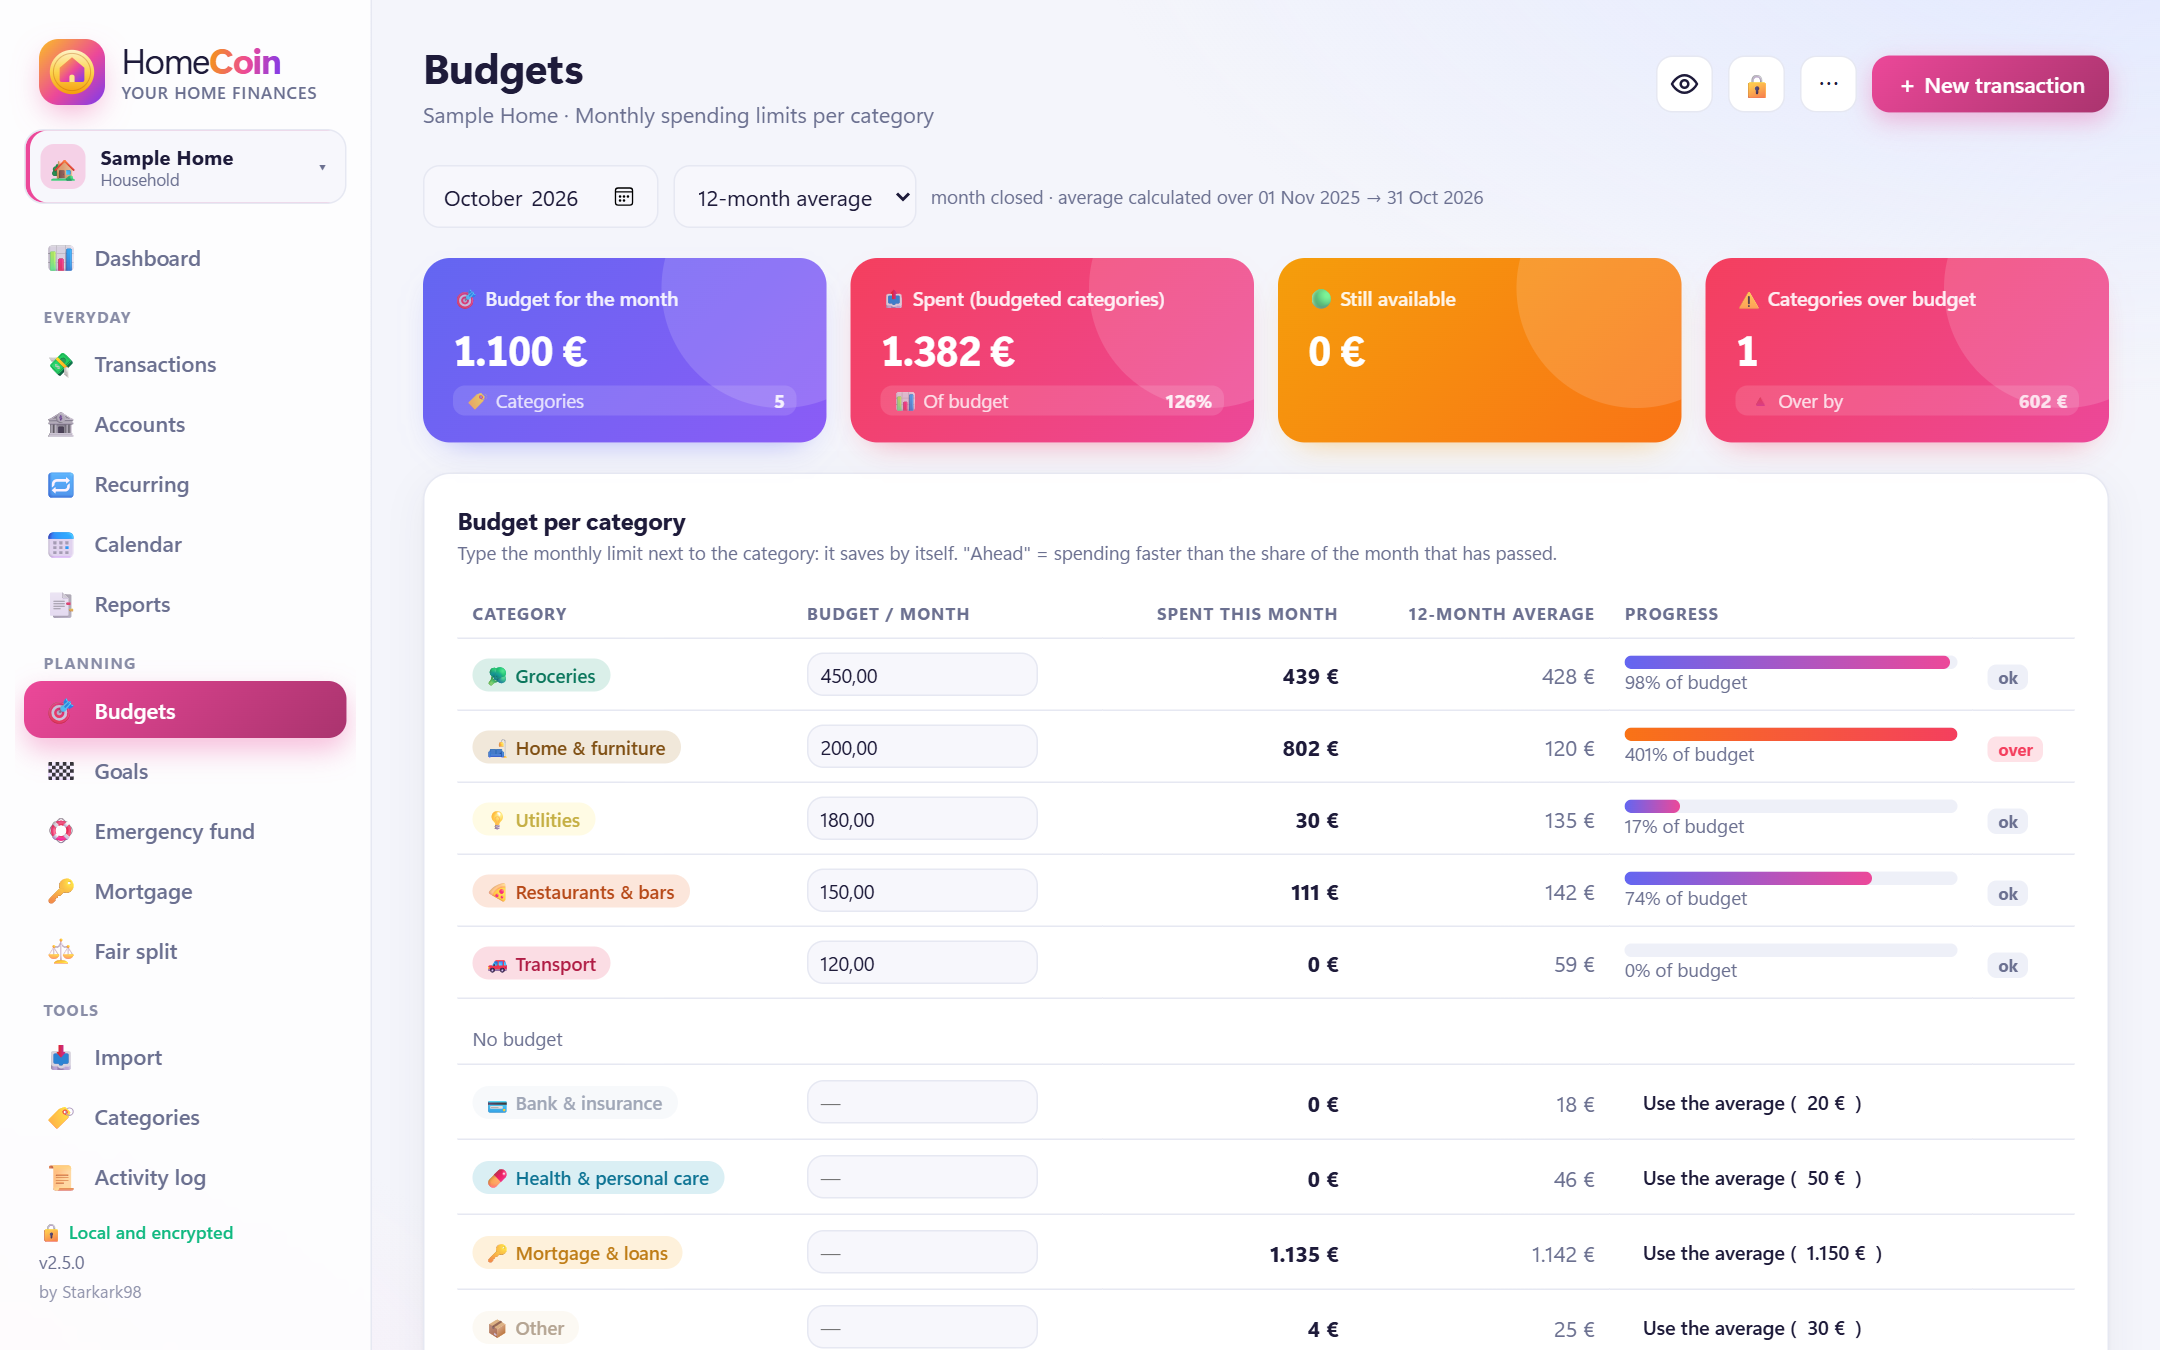 HomeCoin
YOUR HOME FINANCES
Sample Home
Household
Dashboard
EVERYDAY
Transactions
Accounts
Recurring
Calendar
Reports
PLANNING
Budgets
Goals
Emergency fund
Mortgage
Fair split
TOOLS
Import
Categories
Activity log
Local and encrypted
v2.5.0
by Starkark98
Budgets
Sample Home · Monthly spending limits per category
+ New transaction
October 2026
12-month average
month closed · average calculated over 01 Nov 2025 → 31 Oct 2026
Budget for the month
1.100 €
Categories 5
Spent (budgeted categories)
1.382 €
Of budget 126%
Still available
0 €
Categories over budget
1
Over by 602 €
Budget per category
Type the monthly limit next to the category: it saves by itself. "Ahead" = spending faster than the share of the month that has passed.
CATEGORY BUDGET / MONTH SPENT THIS MONTH 12-MONTH AVERAGE PROGRESS
Groceries 450,00 439 € 428 € 98% of budget ok
Home & furniture 200,00 802 € 120 € 401% of budget over
Utilities 180,00 30 € 135 € 17% of budget ok
Restaurants & bars 150,00 111 € 142 € 74% of budget ok
Transport 120,00 0 € 59 € 0% of budget ok
No budget
Bank & insurance — 0 € 18 € Use the average ( 20 € )
Health & personal care — 0 € 46 € Use the average ( 50 € )
Mortgage & loans — 1.135 € 1.142 € Use the average ( 1.150 € )
Other — 4 € 25 € Use the average ( 30 € )